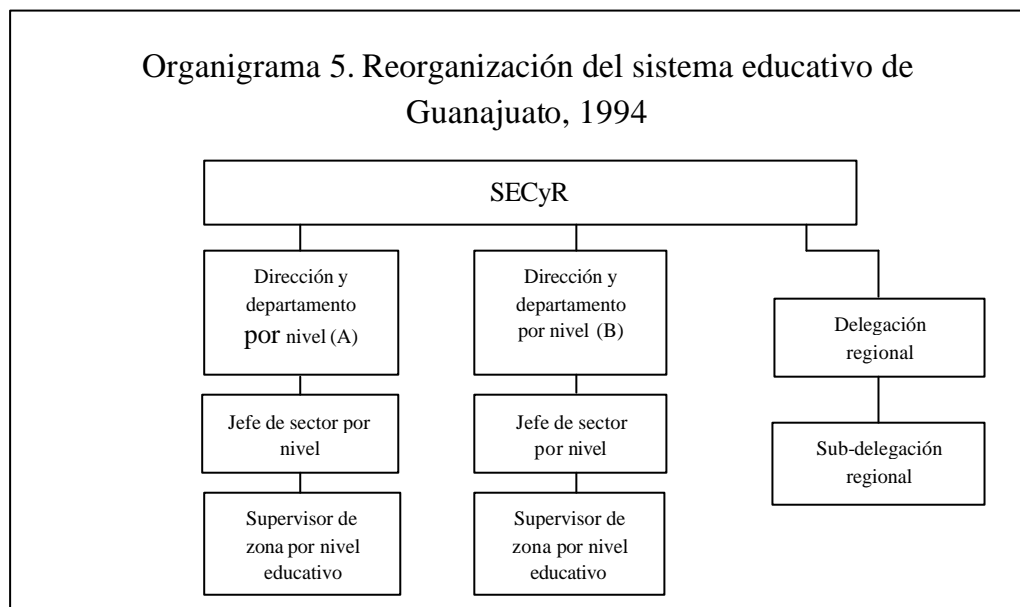 Organigrama 5. Reorganización del sistema educativo de
Guanajuato, 1994
SECyR
Dirección y
departamento
por nivel (A)
Dirección y
departamento
por nivel (B)
Delegación
regional
Jefe de sector por
nivel
Jefe de sector
por nivel
Sub-delegación
regional
Supervisor de
zona por nivel
educativo
Supervisor de
zona por nivel
educativo